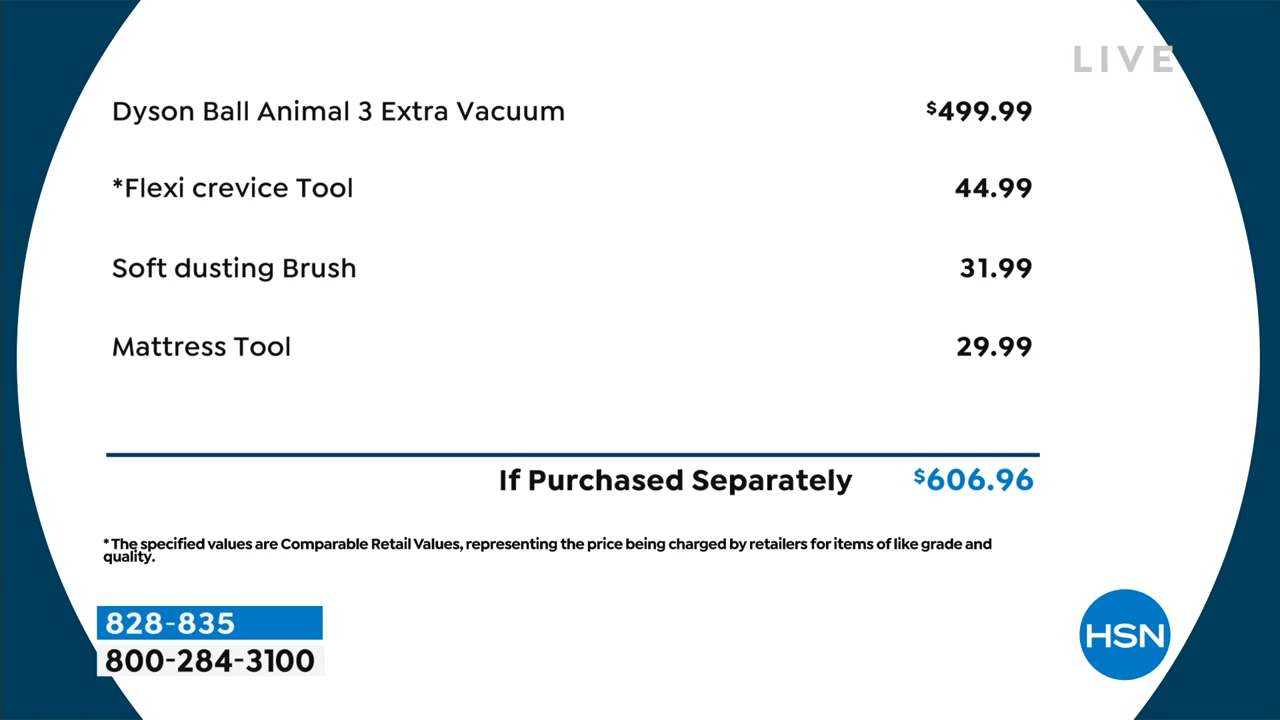 LIVE
Dyson Ball Animal 3 Extra Vacuum $499.99
*Flexi crevice Tool 44.99
Soft dusting Brush 31.99
Mattress Tool 29.99
If Purchased Separately $606.96
*The specified values are Comparable Retail Values, representing the price being charged by retailers for items of like grade and
quality.
828-835
800-284-3100
HSN